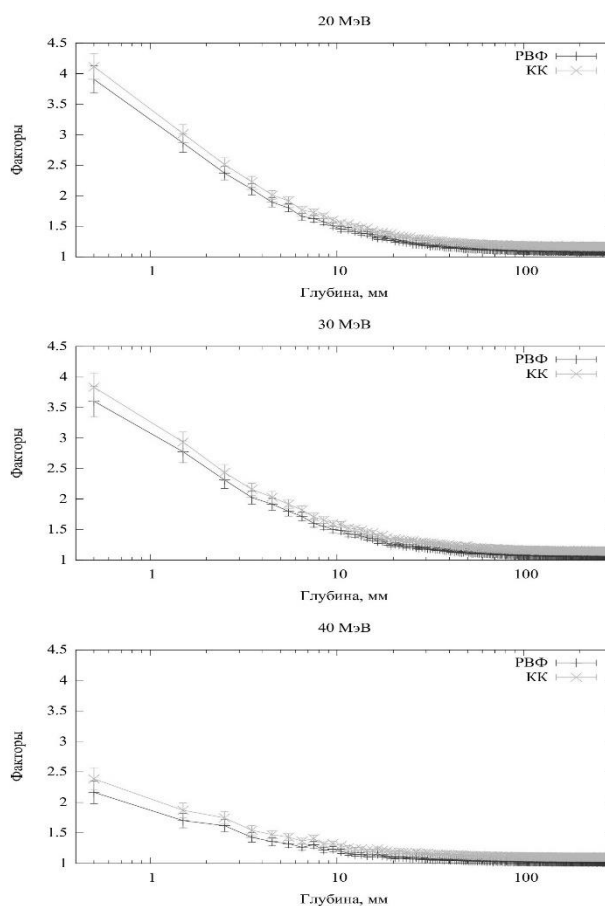 20 МэВ
4.5
4
3.5
3
2.5
2
1.5
1
Факторы
РВФ
КК
1 10 100
Глубина, мм
30 МэВ
4.5
4
3.5
3
2.5
2
1.5
1
Факторы
РВФ
КК
1 10 100
Глубина, мм
40 МэВ
4.5
4
3.5
3
2.5
2
1.5
1
Факторы
РВФ
КК
1 10 100
Глубина, мм